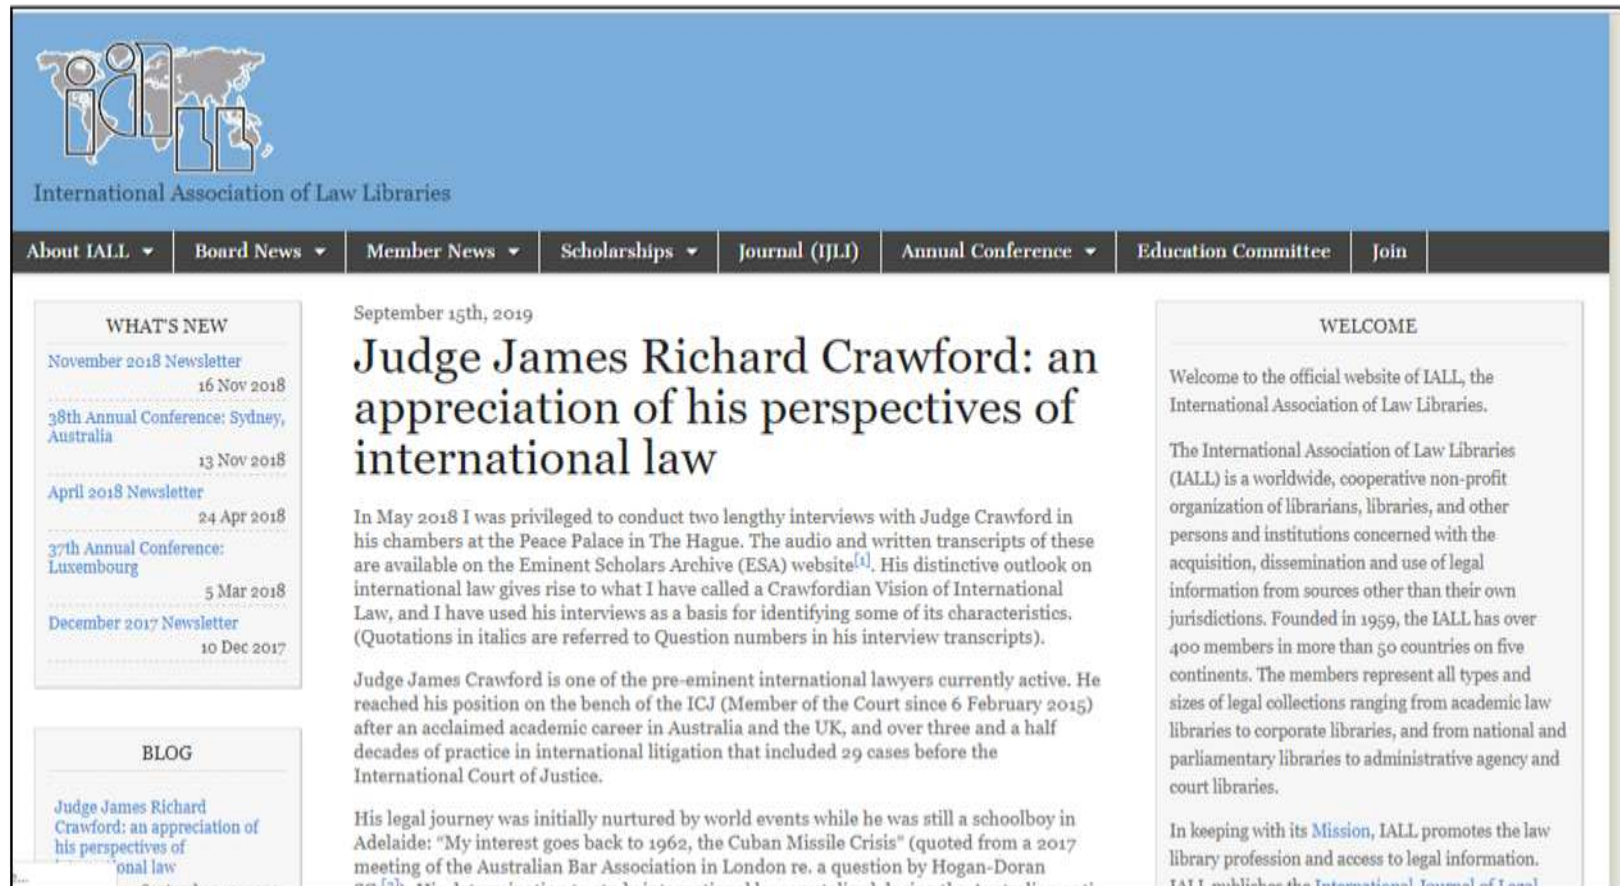 iall
International Association of Law Libraries
About IALL
Board News
Member News
Scholarships
Journal (IJLI)
Annual Conference
Education Committee
Join
WHAT'S NEW
November 2018 Newsletter
16 Nov 2018
38th Annual Conference: Sydney,
Australia
13 Nov 2018
April 2018 Newsletter
24 Apr 2018
37th Annual Conference:
Luxembourg
5 Mar 2018
December 2017 Newsletter
10 Dec 2017
BLOG
Judge James Richard
Crawford: an appreciation of
his perspectives of
onal law
September 15th, 2019
Judge James Richard Crawford: an
appreciation of his perspectives of
international law
In May 2018 I was privileged to conduct two lengthy interviews with Judge Crawford in
his chambers at the Peace Palace in The Hague. The audio and written transcripts of these
are available on the Eminent Scholars Archive (ESA) website[1]. His distinctive outlook on
international law gives rise to what I have called a Crawfordian Vision of International
Law, and I have used his interviews as a basis for identifying some of its characteristics.
(Quotations in italics are referred to Question numbers in his interview transcripts).
Judge James Crawford is one of the pre-eminent international lawyers currently active. He
reached his position on the bench of the ICJ (Member of the Court since 6 February 2015)
after an acclaimed academic career in Australia and the UK, and over three and a half
decades of practice in international litigation that included 29 cases before the
International Court of Justice.
His legal journey was initially nurtured by world events while he was still a schoolboy in
Adelaide: "My interest goes back to 1962, the Cuban Missile Crisis" (quoted from a 2017
meeting of the Australian Bar Association in London re. a question by Hogan-Doran
WELCOME
Welcome to the official website of IALL, the
International Association of Law Libraries.
The International Association of Law Libraries
(IALL) is a worldwide, cooperative non-profit
organization of librarians, libraries, and other
persons and institutions concerned with the
acquisition, dissemination and use of legal
information from sources other than their own
jurisdictions. Founded in 1959, the IALL has over
400 members in more than 50 countries on five
continents. The members represent all types and
sizes of legal collections ranging from academic law
libraries to corporate libraries, and from national and
parliamentary libraries to administrative agency and
court libraries.
In keeping with its Mission, IALL promotes the law
library profession and access to legal information.
IALL publishes the International Journal of Legal